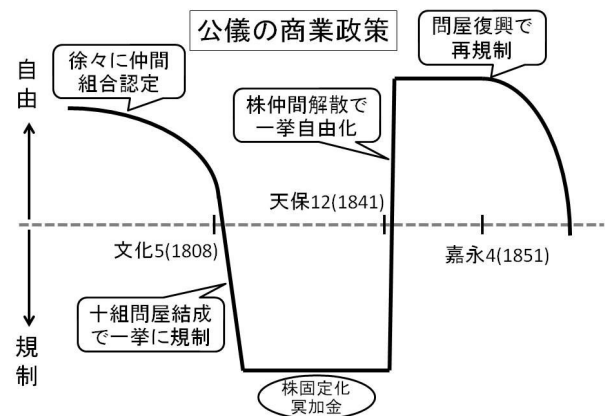 公儀の商業政策
自由
徐々に仲間
組合認定
問屋復興で
再規制
株仲間解散で
一挙自由化
天保12(1841)
文化5(1808)
嘉永4(1851)
十組問屋結成
で一挙に規制
規制
株固定化
冥加金